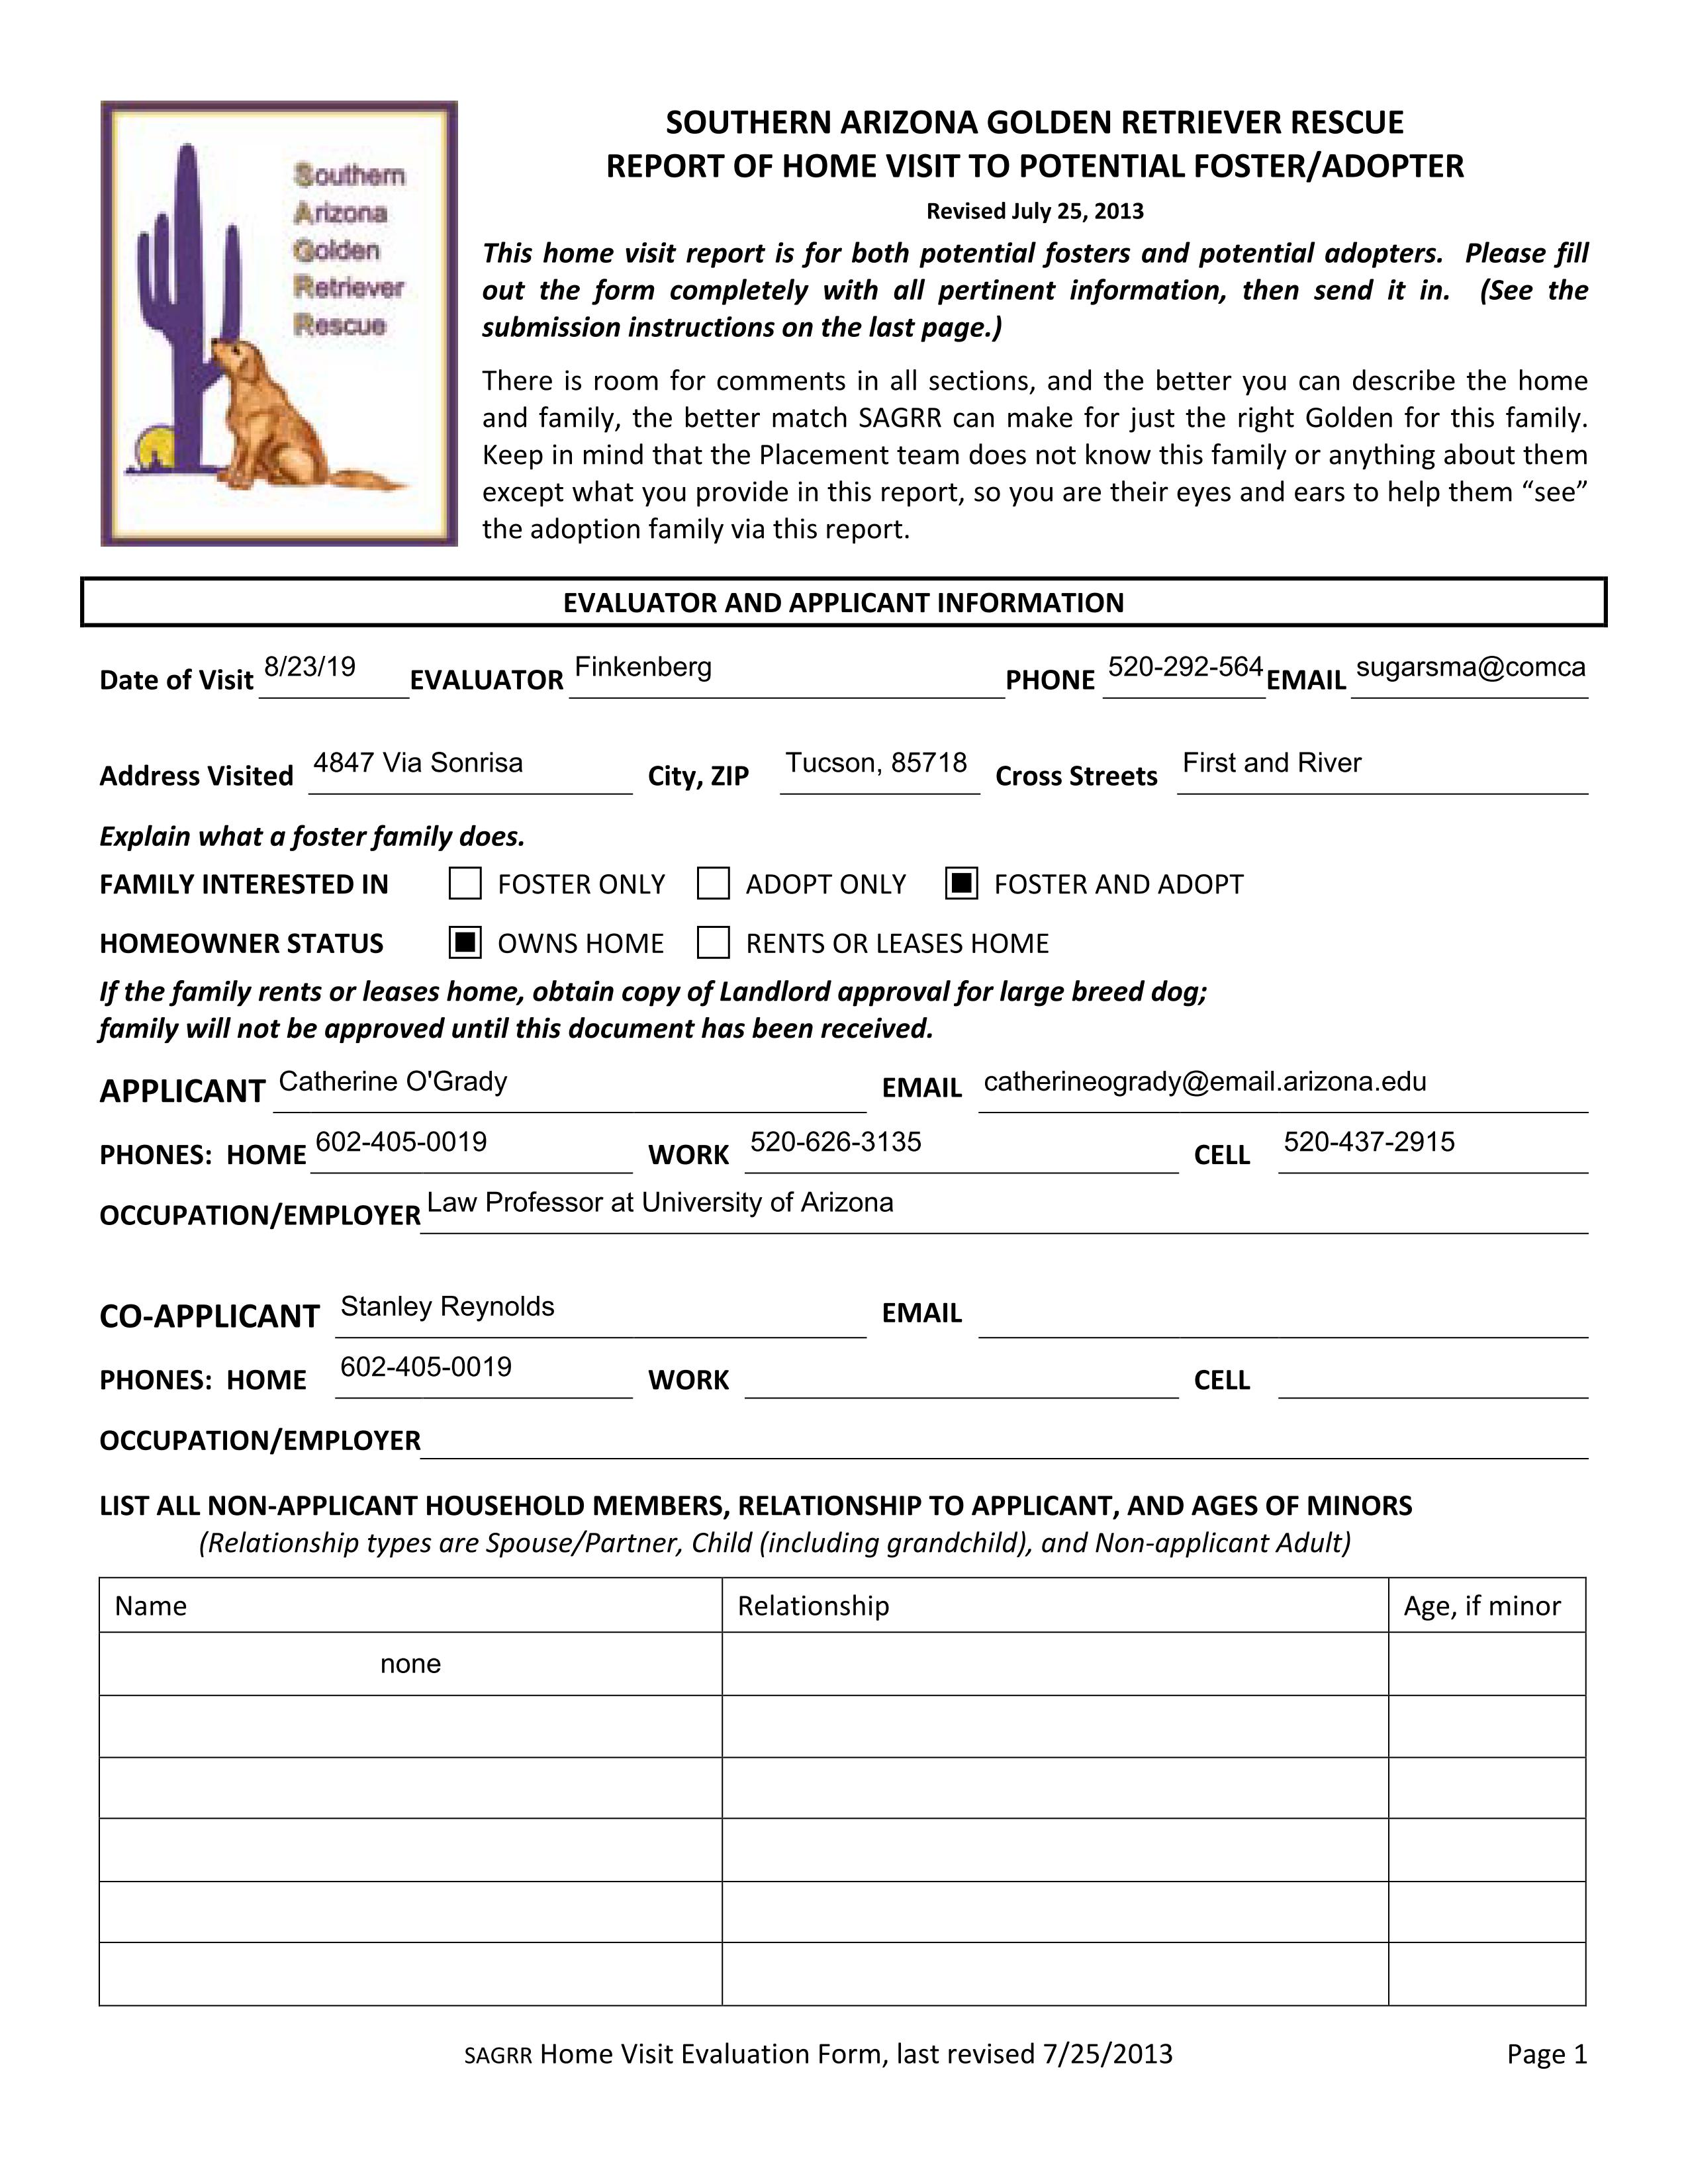 Southern
Arizona
Golden
Retriever
Rescue
SOUTHERN ARIZONA GOLDEN RETRIEVER RESCUE
REPORT OF HOME VISIT TO POTENTIAL FOSTER/ADOPTER
Revised July 25, 2013
This home visit report is for both potential fosters and potential adopters. Please fill
out the form completely with all pertinent information, then send it in. (See the
submission instructions on the last page.)
There is room for comments in all sections, and the better you can describe the home
and family, the better match SAGRR can make for just the right Golden for this family.
Keep in mind that the Placement team does not know this family or anything about them
except what you provide in this report, so you are their eyes and ears to help them “see”
the adoption family via this report.
EVALUATOR AND APPLICANT INFORMATION
Date of Visit 8/23/19 EVALUATOR Finkenberg PHONE 520-292-564 EMAIL sugarsma@comca
Address Visited 4847 Via Sonrisa City, ZIP Tucson, 85718 Cross Streets First and River
Explain what a foster family does.
FAMILY INTERESTED IN FOSTER ONLY ADOPT ONLY FOSTER AND ADOPT
HOMEOWNER STATUS OWNS HOME RENTS OR LEASES HOME
If the family rents or leases home, obtain copy of Landlord approval for large breed dog;
family will not be approved until this document has been received.
APPLICANT Catherine O'Grady EMAIL catherineogrady@email.arizona.edu
PHONES: HOME 602-405-0019 WORK 520-626-3135 CELL 520-437-2915
OCCUPATION/EMPLOYER Law Professor at University of Arizona
CO-APPLICANT Stanley Reynolds EMAIL
PHONES: HOME 602-405-0019 WORK CELL
OCCUPATION/EMPLOYER
LIST ALL NON-APPLICANT HOUSEHOLD MEMBERS, RELATIONSHIP TO APPLICANT, AND AGES OF MINORS
(Relationship types are Spouse/Partner, Child (including grandchild), and Non-applicant Adult)
Name Relationship Age, if minor
none
SAGRR Home Visit Evaluation Form, last revised 7/25/2013 Page 1